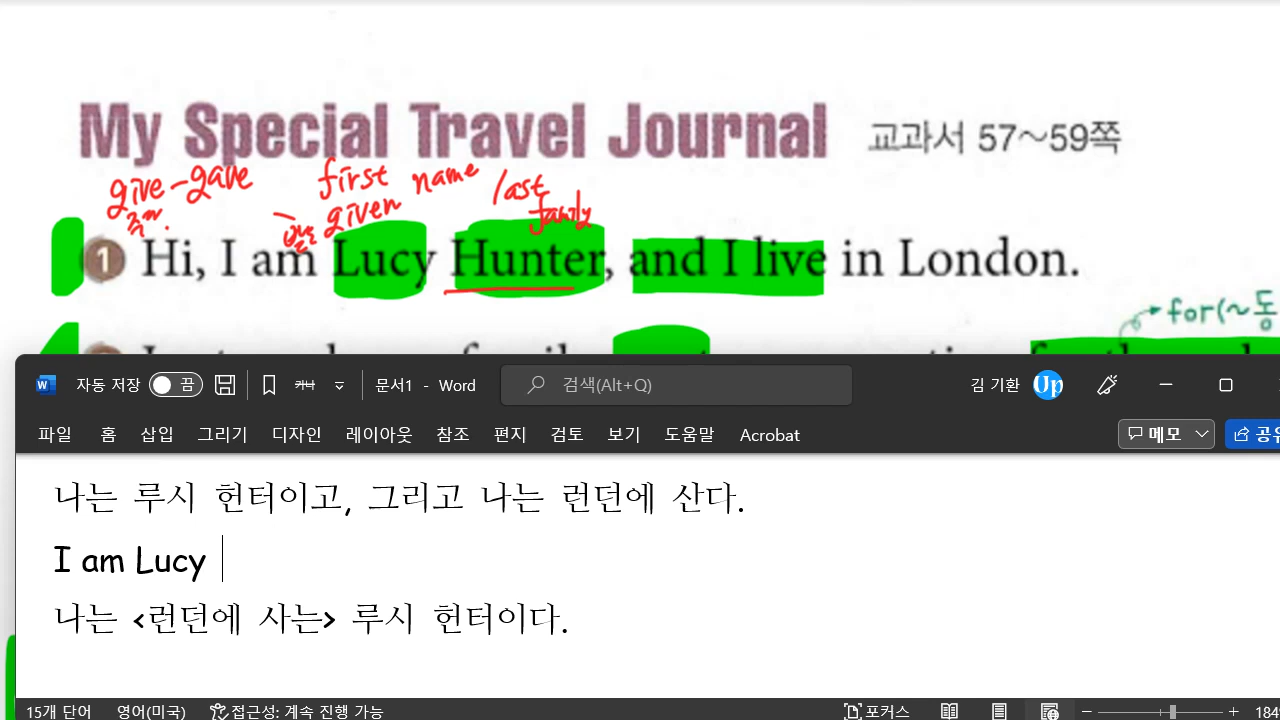 My Special Travel Journal 교과서 57~59쪽
give-gave first name last
given family
1 Hi, I am Lucy Hunter, and I live in London.
for(~동
자동 저장 끔 문서1 - Word 검색(Alt+Q) 김 기환 Up
파일 홈 삽입 그리기 디자인 레이아웃 참조 편지 검토 보기 도움말 Acrobat 메모 공유
나는 루시 헌터이고, 그리고 나는 런던에 산다.
I am Lucy
나는 <런던에 사는> 루시 헌터이다.
15개 단어 영어(미국) 접근성: 계속 진행 가능 포커스 184%